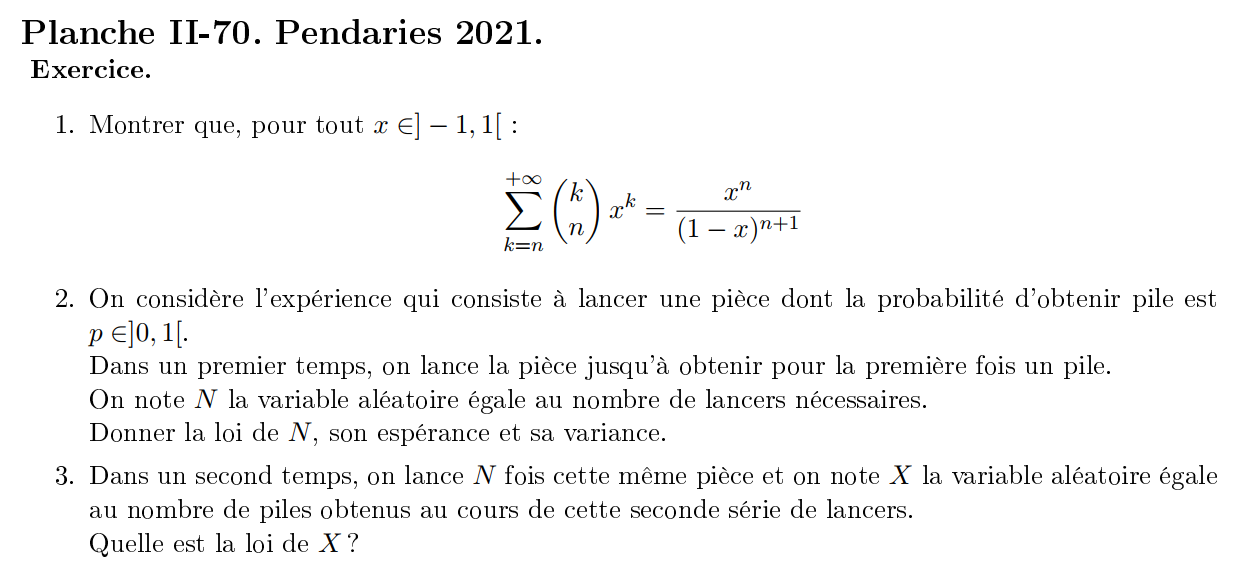 Planche II-70. Pendaries 2021.
Exercice.
1. Montrer que, pour tout $x \in ]-1, 1[$ :
$$\sum_{k=n}^{+\infty} \binom{k}{n} x^k = \frac{x^n}{(1-x)^{n+1}}$$
2. On considère l'expérience qui consiste à lancer une pièce dont la probabilité d'obtenir pile est
$p \in ]0, 1[$.
Dans un premier temps, on lance la pièce jusqu'à obtenir pour la première fois un pile.
On note $N$ la variable aléatoire égale au nombre de lancers nécessaires.
Donner la loi de $N$, son espérance et sa variance.
3. Dans un second temps, on lance $N$ fois cette même pièce et on note $X$ la variable aléatoire égale
au nombre de piles obtenus au cours de cette seconde série de lancers.
Quelle est la loi de $X$ ?